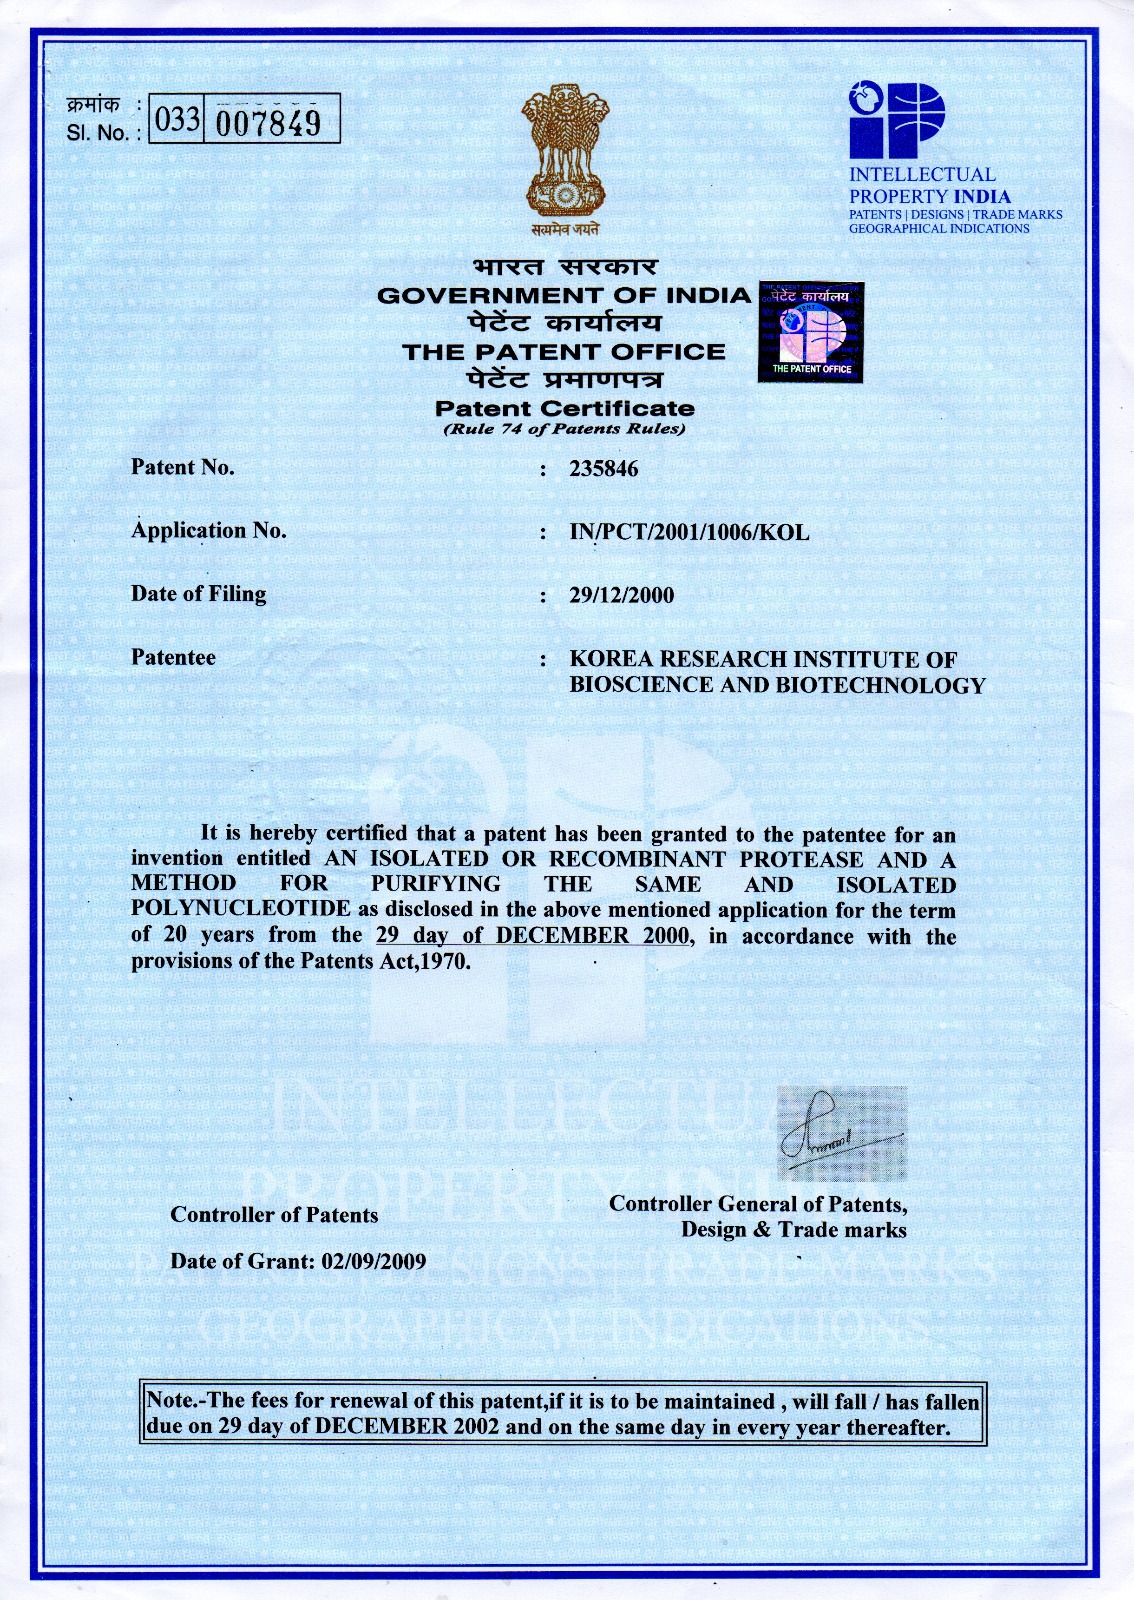 क्रमांक :
Sl. No. : 033 007849
सत्यमेव जयते
INTELLECTUAL
PROPERTY INDIA
PATENTS | DESIGNS | TRADE MARKS
GEOGRAPHICAL INDICATIONS
भारत सरकार
GOVERNMENT OF INDIA
पेटेंट कार्यालय
THE PATENT OFFICE
पेटेंट प्रमाणपत्र
Patent Certificate
(Rule 74 of Patents Rules)
पेटेंट कार्यालय
THE PATENT OFFICE
Patent No. : 235846
Application No. : IN/PCT/2001/1006/KOL
Date of Filing : 29/12/2000
Patentee : KOREA RESEARCH INSTITUTE OF
BIOSCIENCE AND BIOTECHNOLOGY
It is hereby certified that a patent has been granted to the patentee for an
invention entitled AN ISOLATED OR RECOMBINANT PROTEASE AND A
METHOD FOR PURIFYING THE SAME AND ISOLATED
POLYNUCLEOTIDE as disclosed in the above mentioned application for the term
of 20 years from the 29 day of DECEMBER 2000, in accordance with the
provisions of the Patents Act,1970.
INTELLECTUAL
PROPERTY INDIA
PATENTS | DESIGNS | TRADE MARKS
GEOGRAPHICAL INDICATIONS
Controller General of Patents,
Design & Trade marks
Controller of Patents
Date of Grant: 02/09/2009
Note.-The fees for renewal of this patent,if it is to be maintained , will fall / has fallen
due on 29 day of DECEMBER 2002 and on the same day in every year thereafter.